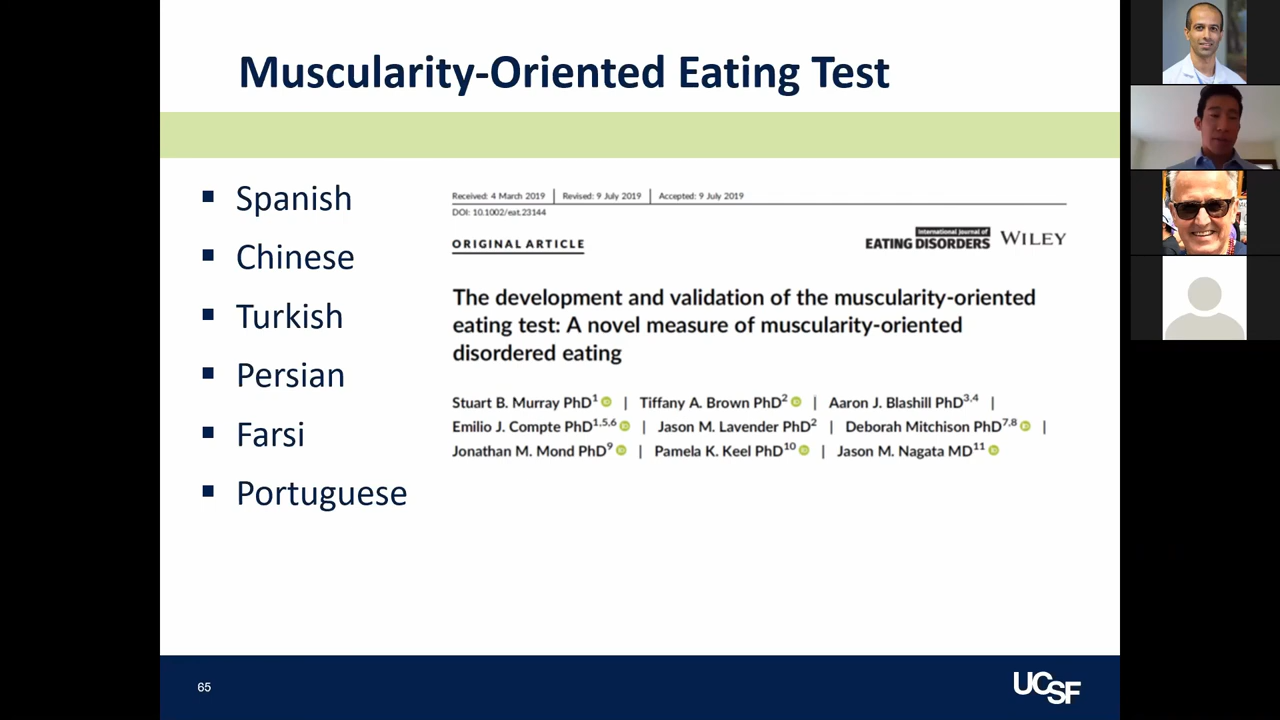 Muscularity-Oriented Eating Test
Spanish
Chinese
Turkish
Persian
Farsi
Portuguese
Received: 4 March 2019 | Revised: 9 July 2019 | Accepted: 9 July 2019
DOI: 10.1002/eat.23144
ORIGINAL ARTICLE
International Journal of
EATING DISORDERS WILEY
The development and validation of the muscularity-oriented
eating test: A novel measure of muscularity-oriented
disordered eating
Stuart B. Murray PhD1 | Tiffany A. Brown PhD2 | Aaron J. Blashill PhD3,4 |
Emilio J. Compte PhD1,5,6 | Jason M. Lavender PhD2 | Deborah Mitchison PhD7,8 |
Jonathan M. Mond PhD9 | Pamela K. Keel PhD10 | Jason M. Nagata MD11
65
UCSF